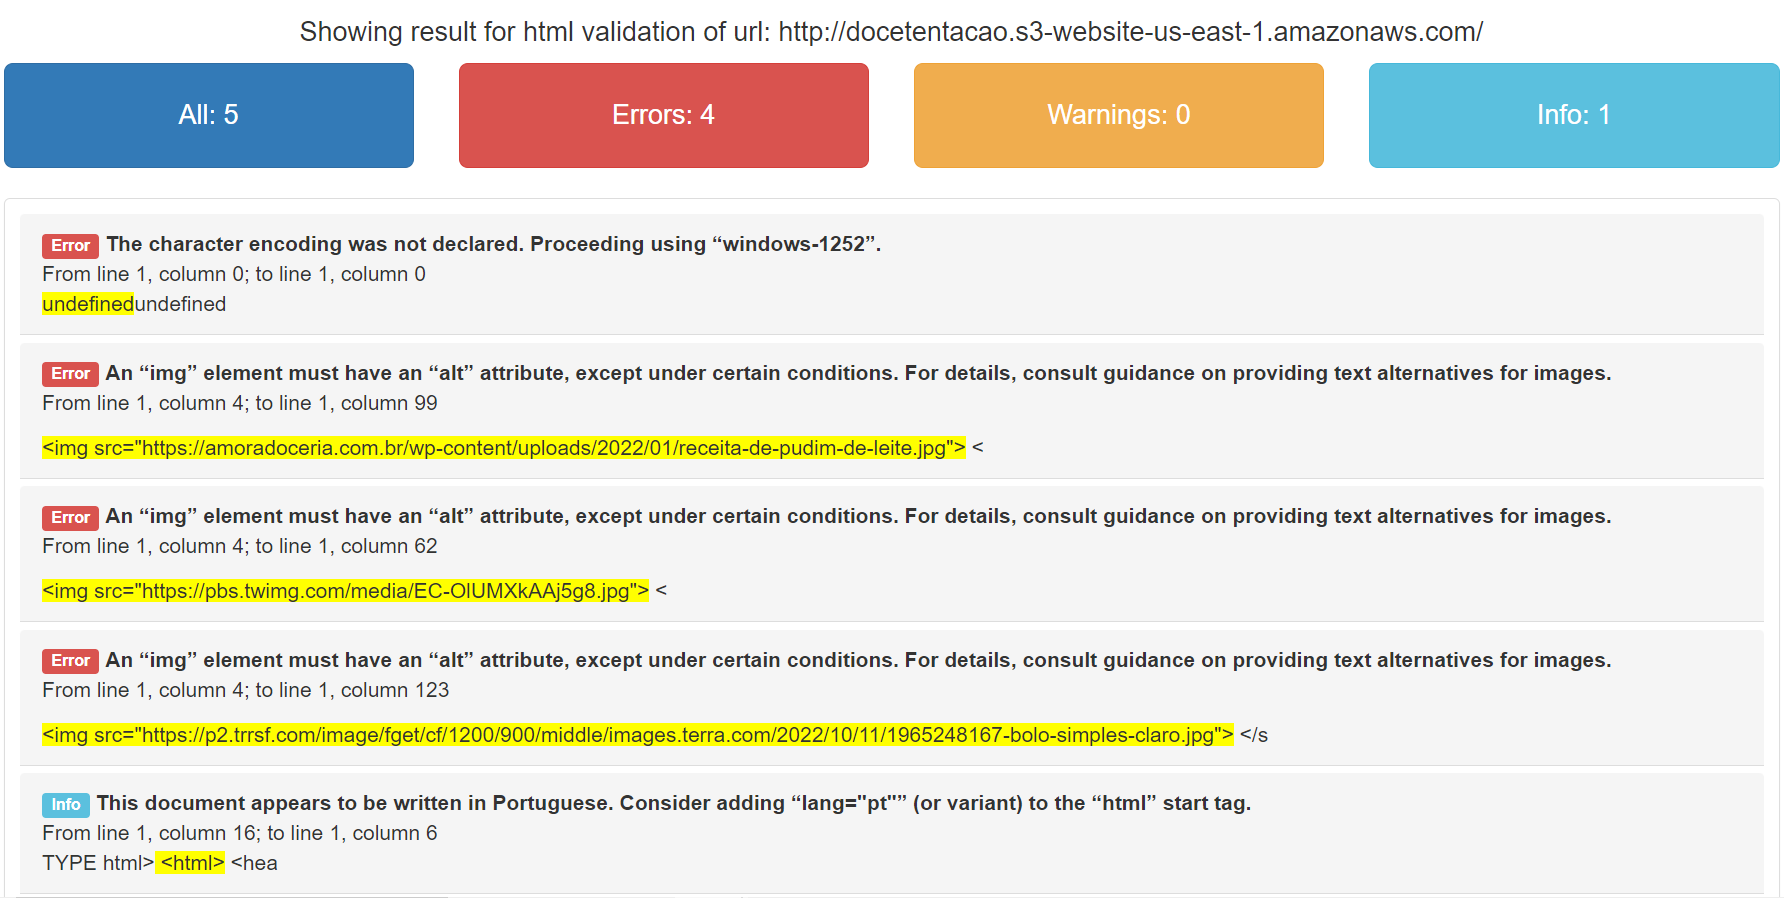 Showing result for html validation of url: http://docetentacao.s3-website-us-east-1.amazonaws.com/
All: 5
Errors: 4
Warnings: 0
Info: 1
Error The character encoding was not declared. Proceeding using “windows-1252”.
From line 1, column 0; to line 1, column 0
undefinedundefined
Error An “img” element must have an “alt” attribute, except under certain conditions. For details, consult guidance on providing text alternatives for images.
From line 1, column 4; to line 1, column 99
<img src="https://amoradoceria.com.br/wp-content/uploads/2022/01/receita-de-pudim-de-leite.jpg"> <
Error An “img” element must have an “alt” attribute, except under certain conditions. For details, consult guidance on providing text alternatives for images.
From line 1, column 4; to line 1, column 62
<img src="https://pbs.twimg.com/media/EC-OlUMXkAAj5g8.jpg"> <
Error An “img” element must have an “alt” attribute, except under certain conditions. For details, consult guidance on providing text alternatives for images.
From line 1, column 4; to line 1, column 123
<img src="https://p2.trrsf.com/image/fget/cf/1200/900/middle/images.terra.com/2022/10/11/1965248167-bolo-simples-claro.jpg"> </s
Info This document appears to be written in Portuguese. Consider adding “lang="pt"” (or variant) to the “html” start tag.
From line 1, column 16; to line 1, column 6
TYPE html> <html> <hea